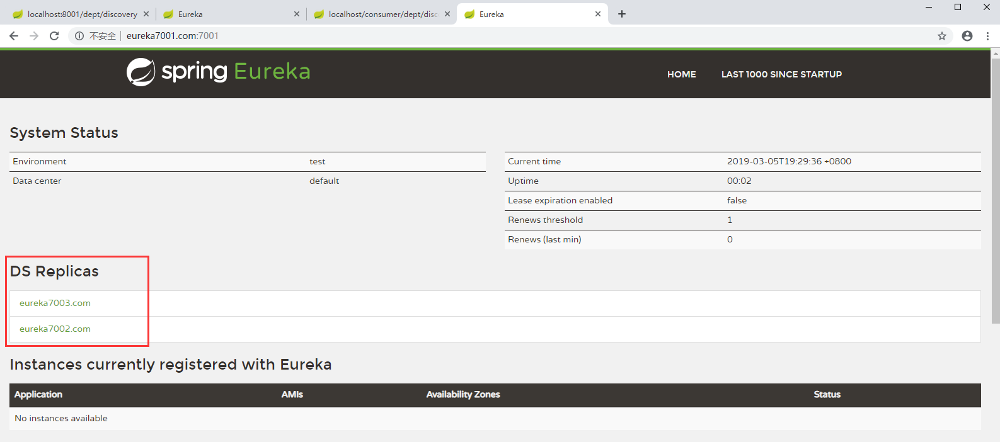 localhost:8001/dept/discovery
Eureka
localhost/consumer/dept/disc
Eureka
不安全 eureka7001.com:7001
spring Eureka
HOME LAST 1000 SINCE STARTUP
System Status
Environment test
Data center default
Current time 2019-03-05T19:29:36 +0800
Uptime 00:02
Lease expiration enabled false
Renews threshold 1
Renews (last min) 0
DS Replicas
eureka7003.com
eureka7002.com
Instances currently registered with Eureka
Application AMIs Availability Zones Status
No instances available